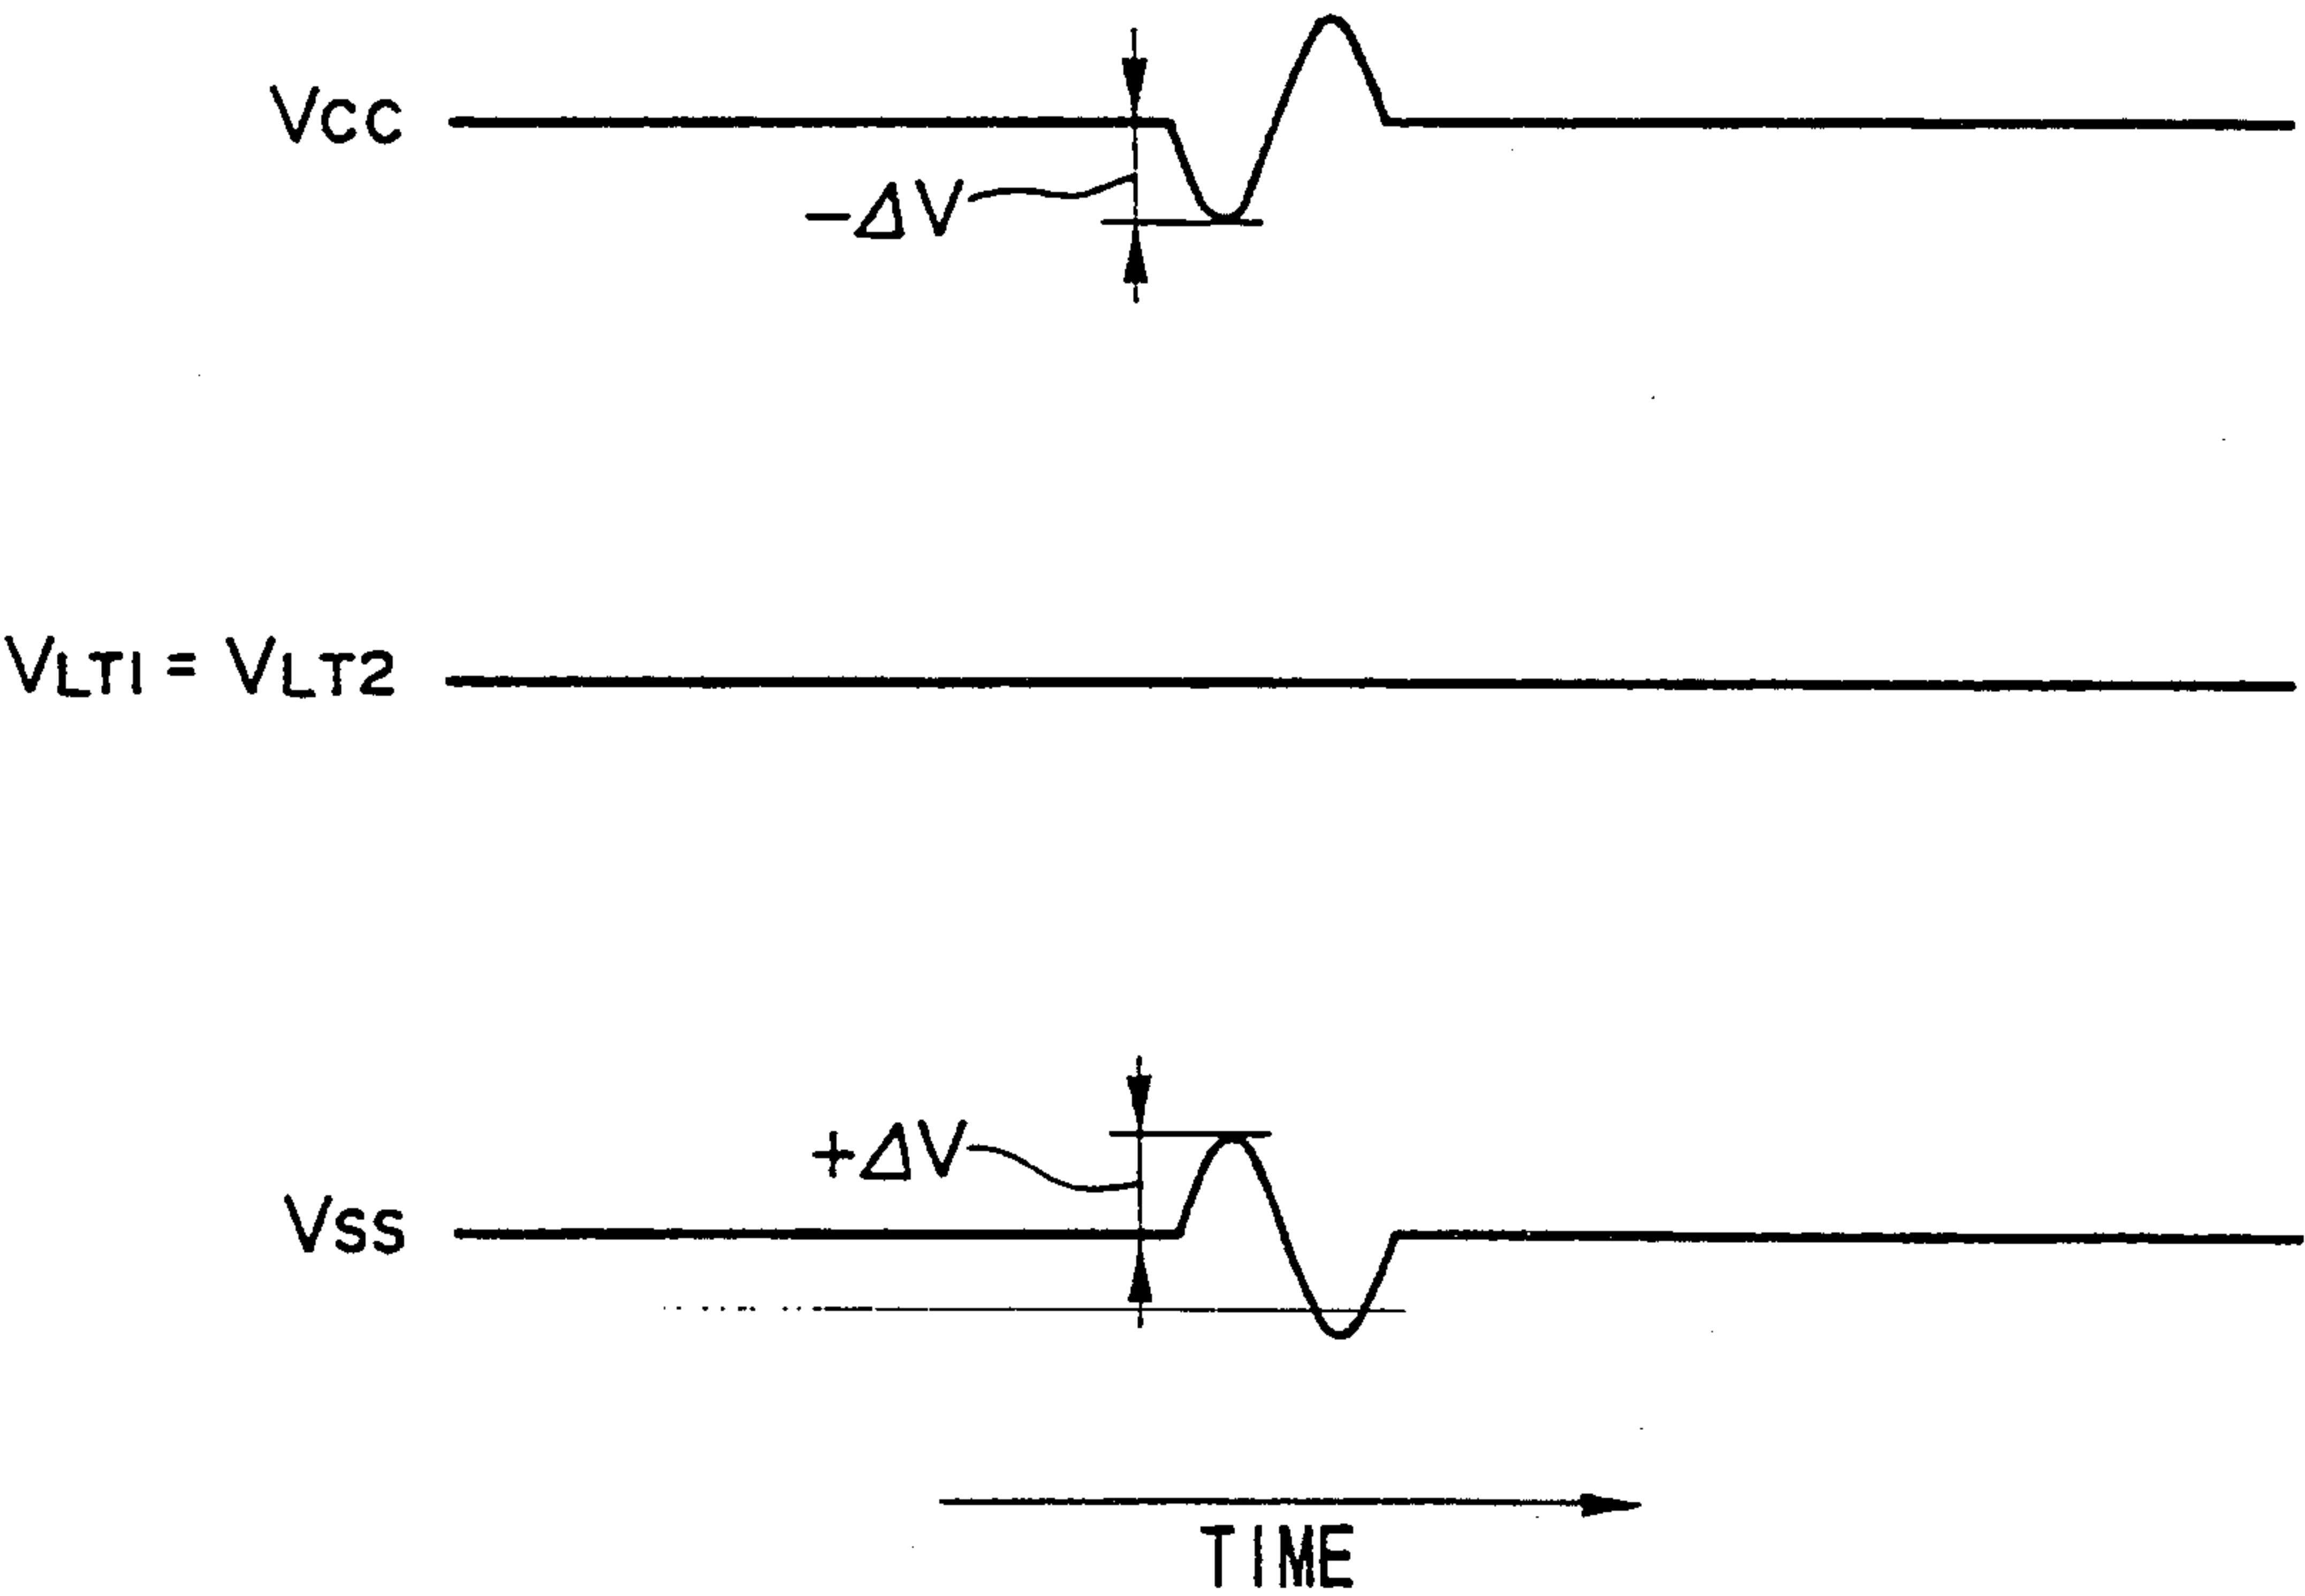 Vcc
−ΔV
VLT1 = VLT2
+ΔV
Vss
TIME